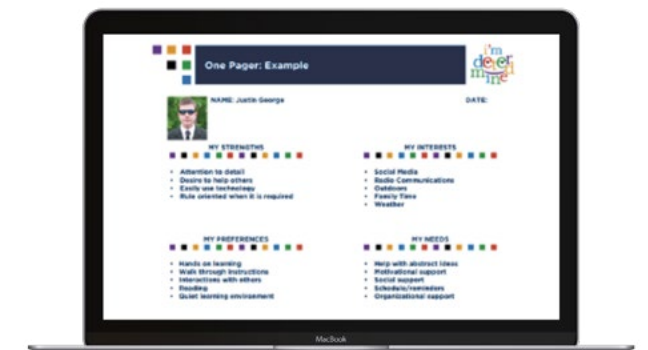 One Pager: Example
i'm
deter
mined
NAME: Justin George
DATE:
MY STRENGTHS
• Attention to detail
• Desire to help others
• Easily use technology
• Rule oriented when it is required
MY INTERESTS
• Social Media
• Radio Communications
• Outdoors
• Family Time
• Weather
MY PREFERENCES
• Hands on learning
• Walk through instructions
• Interactions with others
• Reading
• Quiet learning environment
MY NEEDS
• Help with abstract ideas
• Motivational support
• Social support
• Schedule/reminders
• Organizational support
MacBook